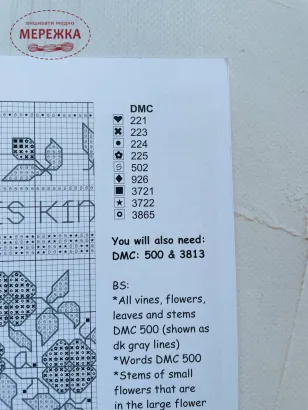 вишивати модно
МЕРЕЖКА
DMC
221
223
224
225
502
926
3721
3722
3865
S KIN
You will also need:
DMC: 500 & 3813
BS:
*All vines, flowers,
leaves and stems
DMC 500 (shown as
dk gray lines)
*Words DMC 500
*Stems of small
flowers that are
in the large flower